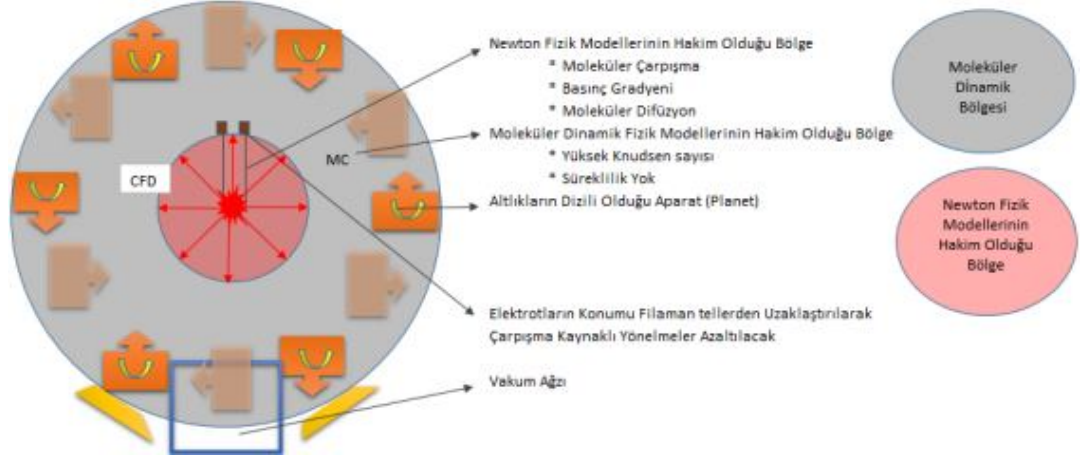 CFD
MC
Newton Fizik Modellerinin Hakim Olduğu Bölge
* Moleküler Çarpışma
* Basınç Gradyeni
* Moleküler Difüzyon
Moleküler Dinamik Fizik Modellerinin Hakim Olduğu Bölge
* Yüksek Knudsen sayısı
* Süreklilik Yok
Altlıkların Dizili Olduğu Aparat (Planet)
Elektrotların Konumu Filaman tellerden Uzaklaştırılarak
Çarpışma Kaynaklı Yönelmeler Azaltılacak
Vakum Ağzı
Moleküler
Dinamik
Bölgesi
Newton Fizik
Modellerinin
Hakim Olduğu
Bölge